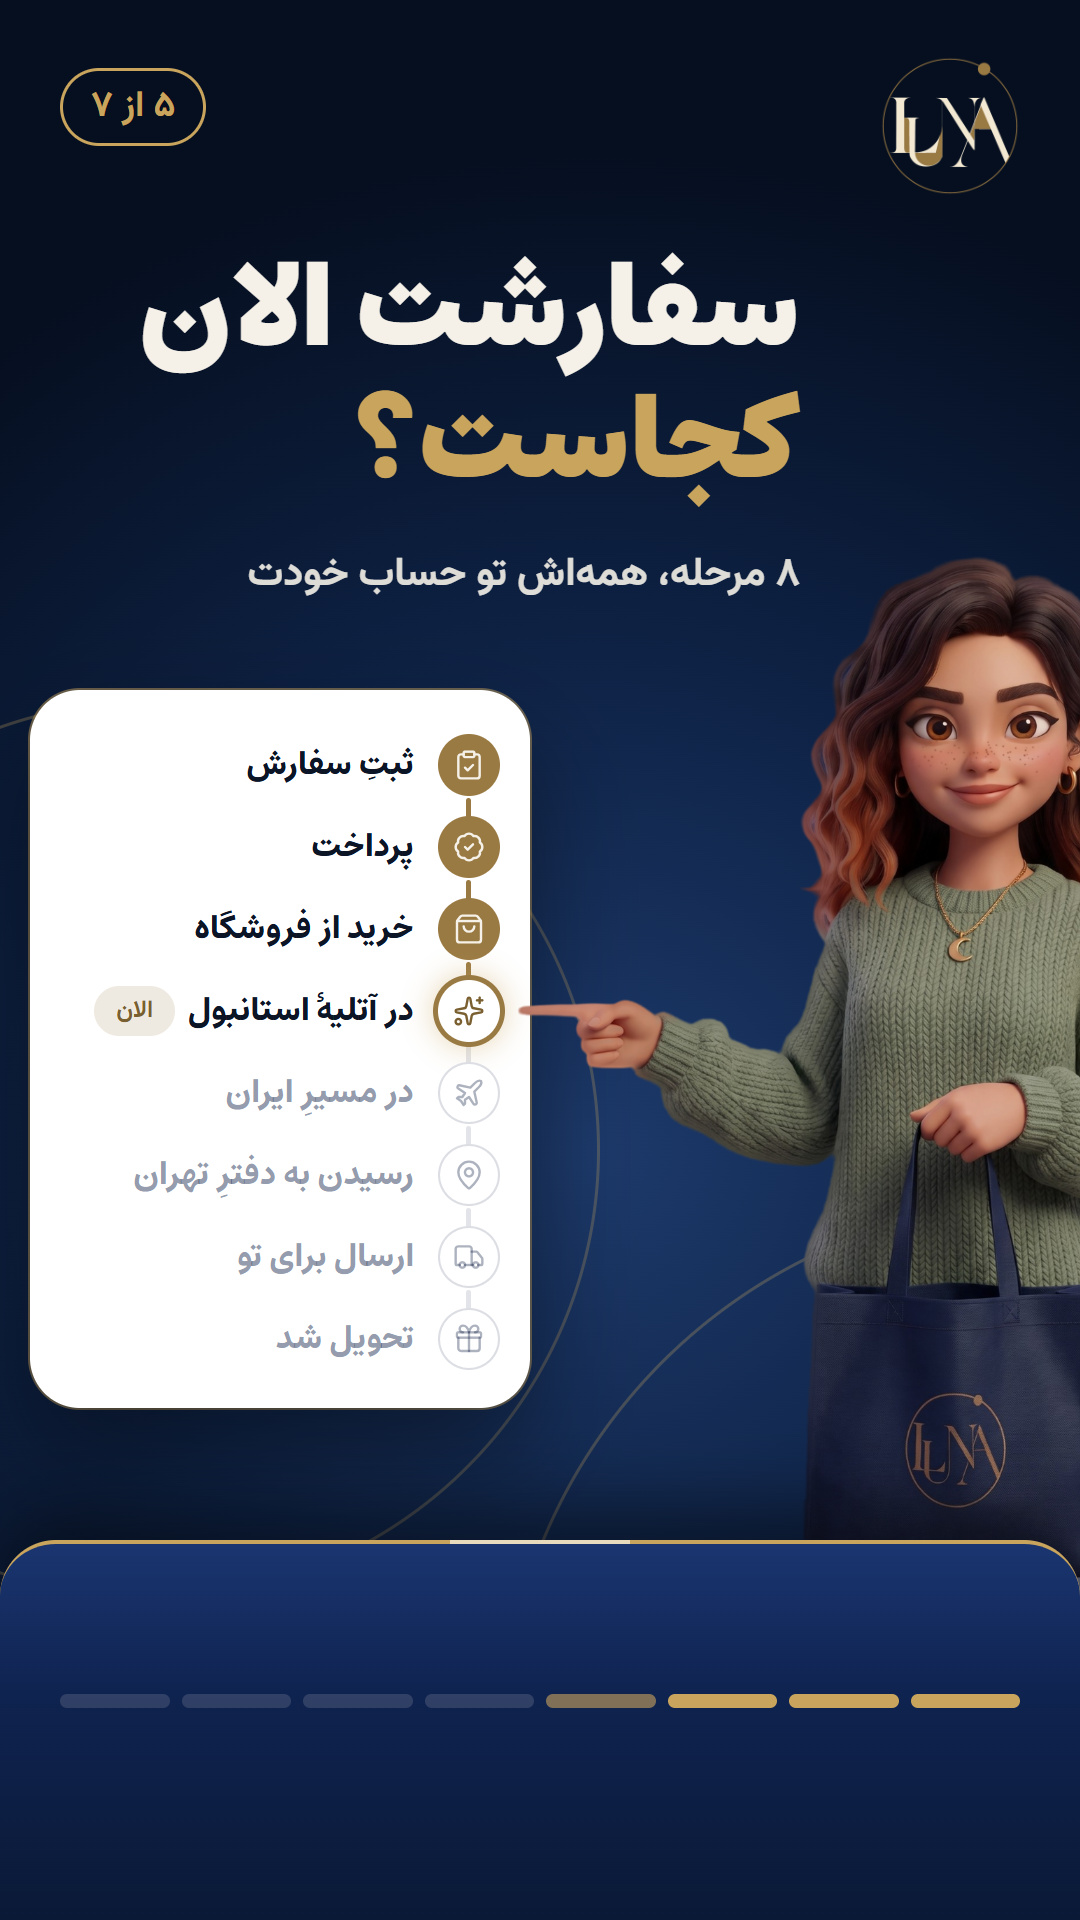 LUNA
۵ از ۷
سفارشت الان
کجاست؟
۸ مرحله، همه‌اش تو حساب خودت
ثبتِ سفارش
پرداخت
خرید از فروشگاه
در آتلیهٔ استانبول الان
در مسیرِ ایران
رسیدن به دفترِ تهران
ارسال برای تو
تحویل شد
LUNA